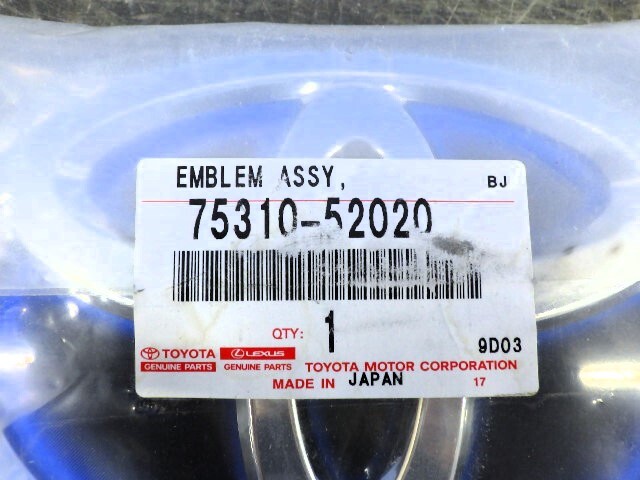 EMBLEM ASSY, BJ
75310-52020
QTY: 1 9D03
TOYOTA LEXUS TOYOTA MOTOR CORPORATION
GENUINE PARTS GENUINE PARTS
MADE IN JAPAN 17